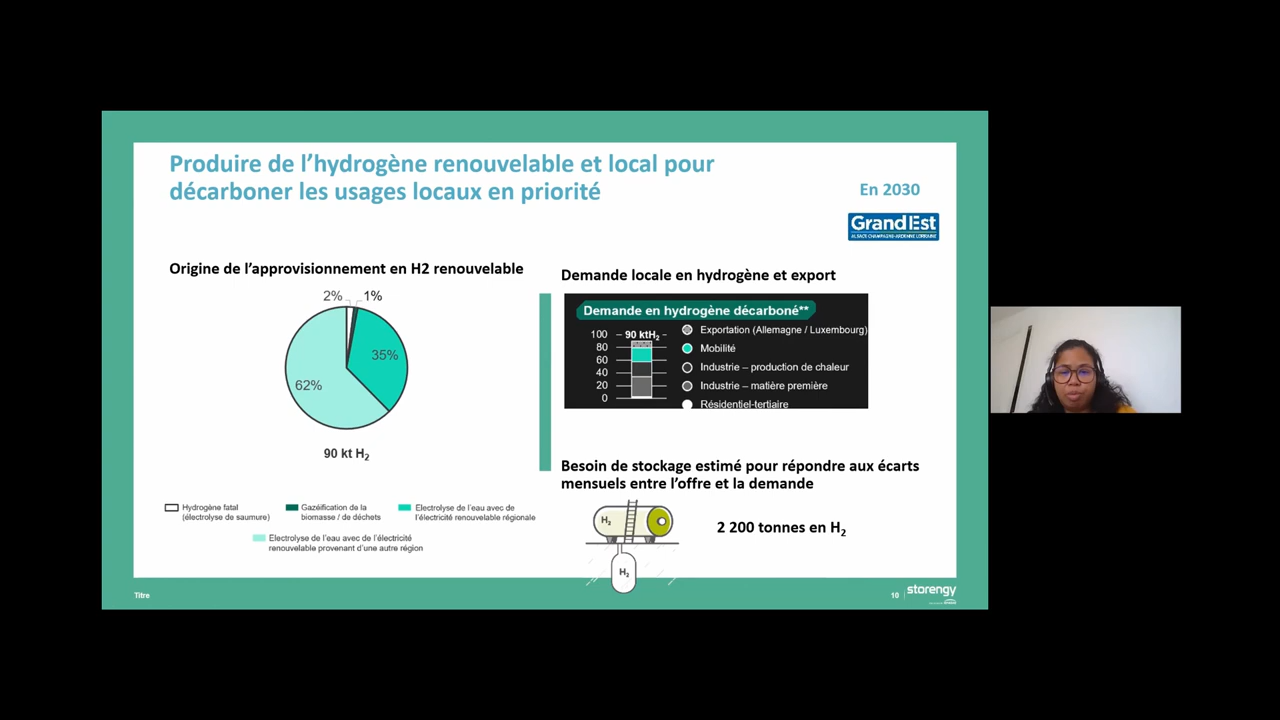 Produire de l’hydrogène renouvelable et local pour
décarboner les usages locaux en priorité
En 2030
GrandEst
ALSACE CHAMPAGNE-ARDENNE LORRAINE
Origine de l’approvisionnement en H2 renouvelable
2%
1%
35%
62%
90 kt H2
Hydrogène fatal
(électrolyse de saumure)
Gazéification de la
biomasse / de déchets
Electrolyse de l’eau avec de
l’électricité renouvelable régionale
Electrolyse de l’eau avec de l’électricité
renouvelable provenant d’une autre région
Demande locale en hydrogène et export
Demande en hydrogène décarboné**
100
80
60
40
20
0
90 ktH2
Exportation (Allemagne / Luxembourg)
Mobilité
Industrie – production de chaleur
Industrie – matière première
Résidentiel-tertiaire
Besoin de stockage estimé pour répondre aux écarts
mensuels entre l’offre et la demande
H2
H2
2 200 tonnes en H2
Titre
10
storengy